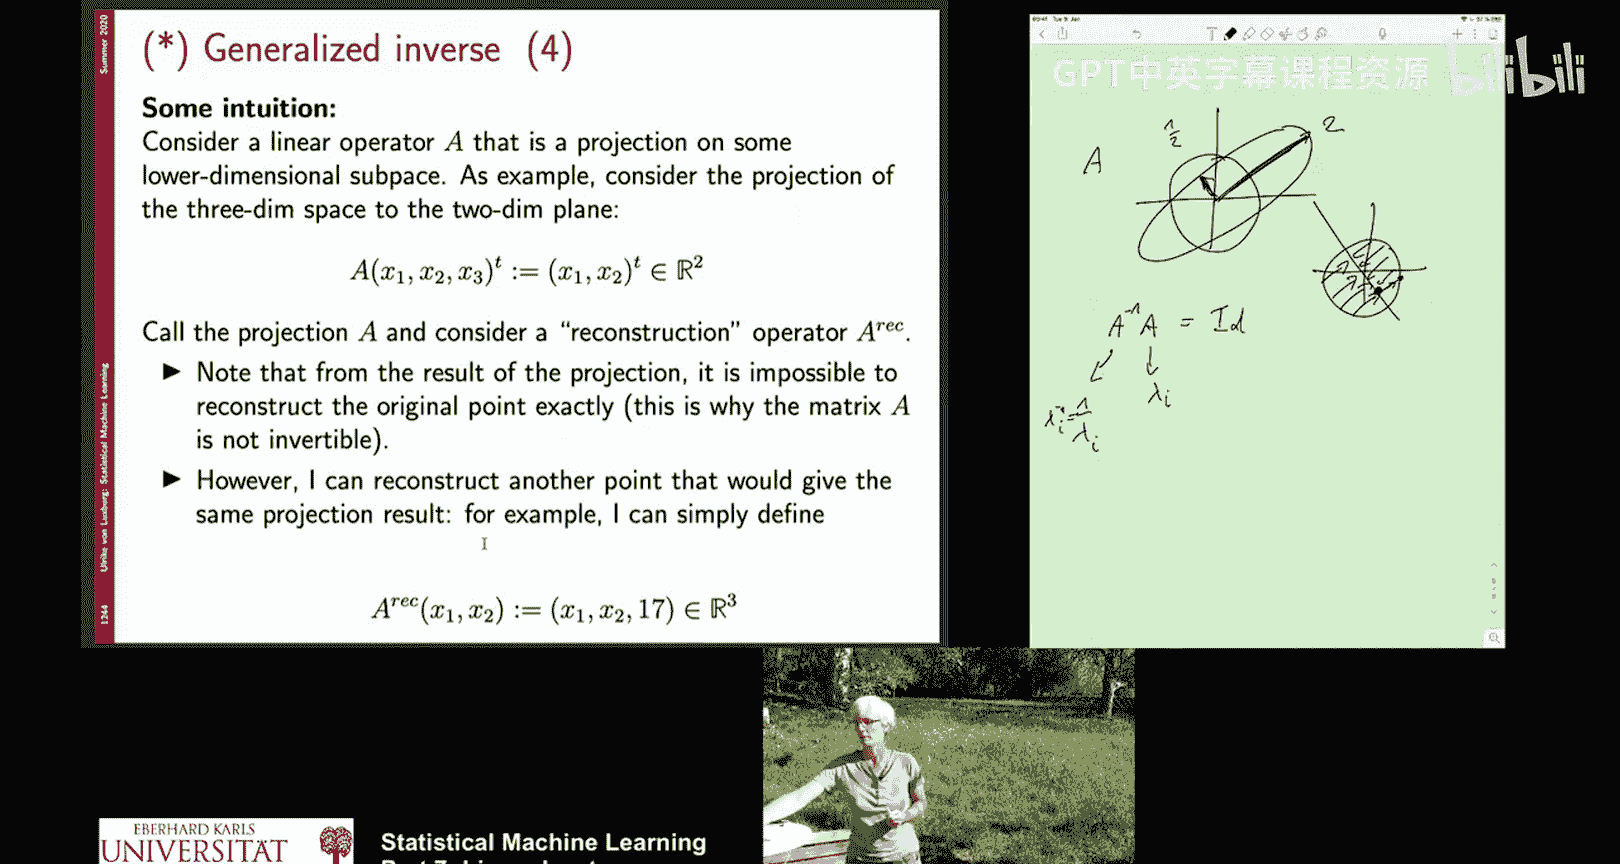 Summer 2020
Ulrike von Luxburg: Statistical Machine Learning
1244
(*) Generalized inverse (4)
Some intuition:
Consider a linear operator A that is a projection on some
lower-dimensional subspace. As example, consider the projection of
the three-dim space to the two-dim plane:
A(x₁, x₂, x₃)ᵗ := (x₁, x₂)ᵗ ∈ ℝ²
Call the projection A and consider a “reconstruction” operator Aʳᵉᶜ.
▶ Note that from the result of the projection, it is impossible to
reconstruct the original point exactly (this is why the matrix A
is not invertible).
▶ However, I can reconstruct another point that would give the
same projection result: for example, I can simply define
Aʳᵉᶜ(x₁, x₂) := (x₁, x₂, 17) ∈ ℝ³
GPT中英字幕课程资源 bilibili
A
1/2
2
A⁻¹A = Id
λᵢ
EBERHARD KARLS
UNIVERSITÄT
Statistical Machine Learning